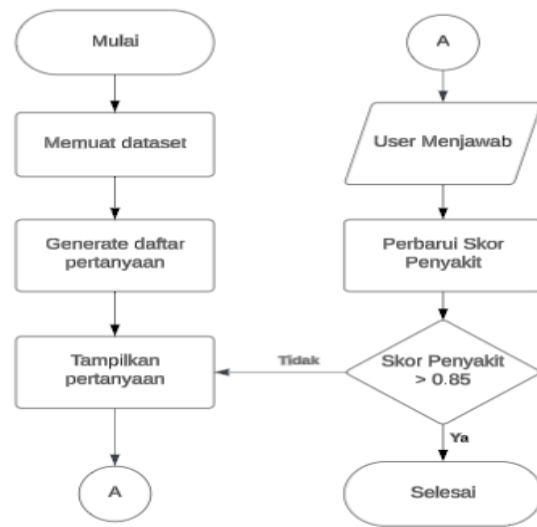 Mulai
Memuat dataset
Generate daftar
pertanyaan
Tampilkan
pertanyaan
A
A
User Menjawab
Perbarui Skor
Penyakit
Skor Penyakit
> 0.85
Tidak
Ya
Selesai